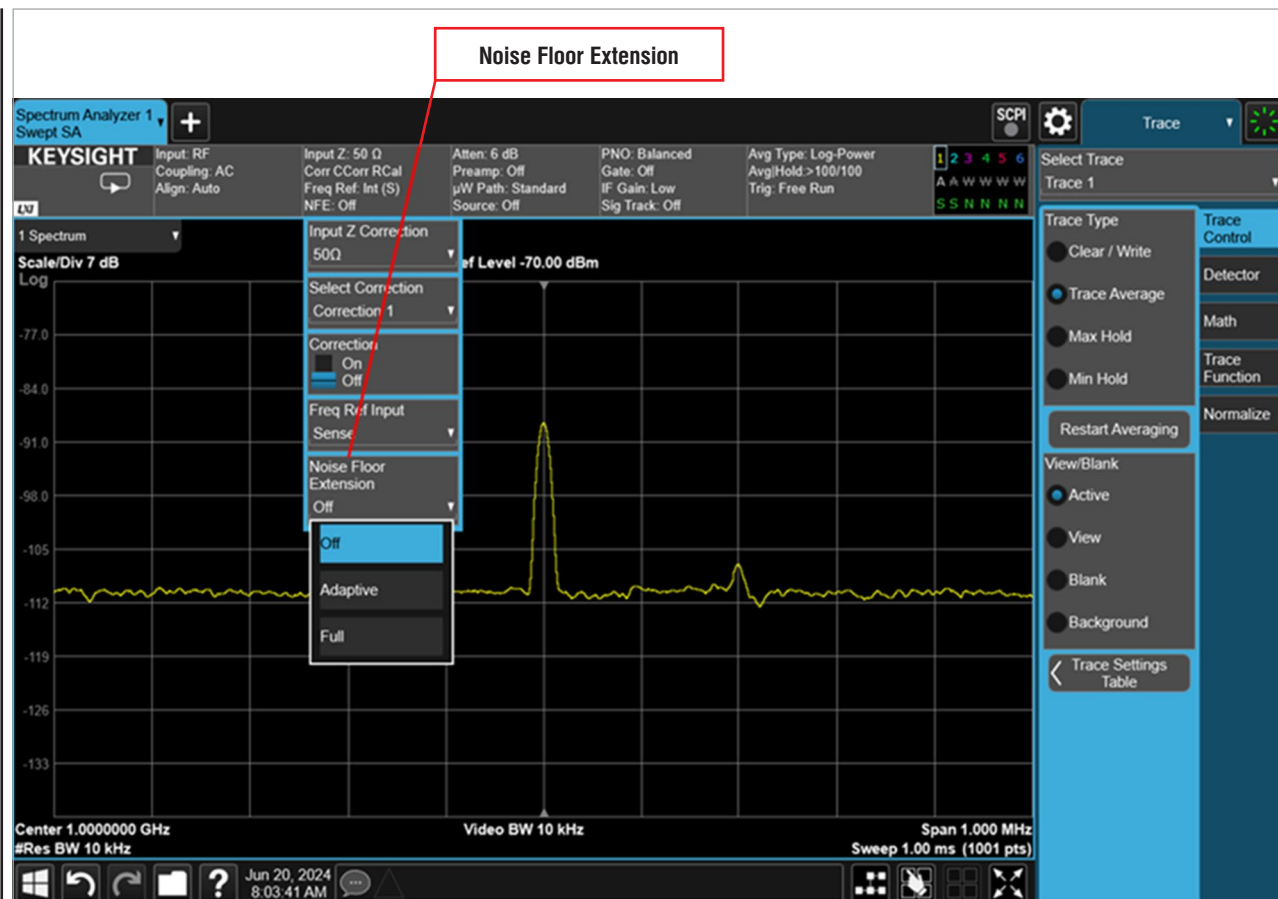 Noise Floor Extension
Spectrum Analyzer 1
Swept SA
SCPI
Trace
KEYSIGHT
LXI
Input: RF
Coupling: AC
Align: Auto
Input Z: 50 Ω
Corr CCorr RCal
Freq Ref: Int (S)
NFE: Off
Atten: 6 dB
Preamp: Off
µW Path: Standard
Source: Off
PNO: Balanced
Gate: Off
IF Gain: Low
Sig Track: Off
Avg Type: Log-Power
Avg|Hold:>100/100
Trig: Free Run
1 2 3 4 5 6
A A W W W W
S S N N N N
Select Trace
Trace 1
1 Spectrum
Scale/Div 7 dB
ef Level -70.00 dBm
Log
-77.0
-84.0
-91.0
-98.0
-105
-112
-119
-126
-133
Input Z Correction
50Ω
Select Correction
Correction 1
Correction
On
Off
Freq Ref Input
Sense
Noise Floor
Extension
Off
Off
Adaptive
Full
Trace Type
Clear / Write
Trace Average
Max Hold
Min Hold
Restart Averaging
View/Blank
Active
View
Blank
Background
Trace Settings
Table
Trace
Control
Detector
Math
Trace
Function
Normalize
Center 1.0000000 GHz
#Res BW 10 kHz
Video BW 10 kHz
Span 1.000 MHz
Sweep 1.00 ms (1001 pts)
?
Jun 20, 2024
8:03:41 AM